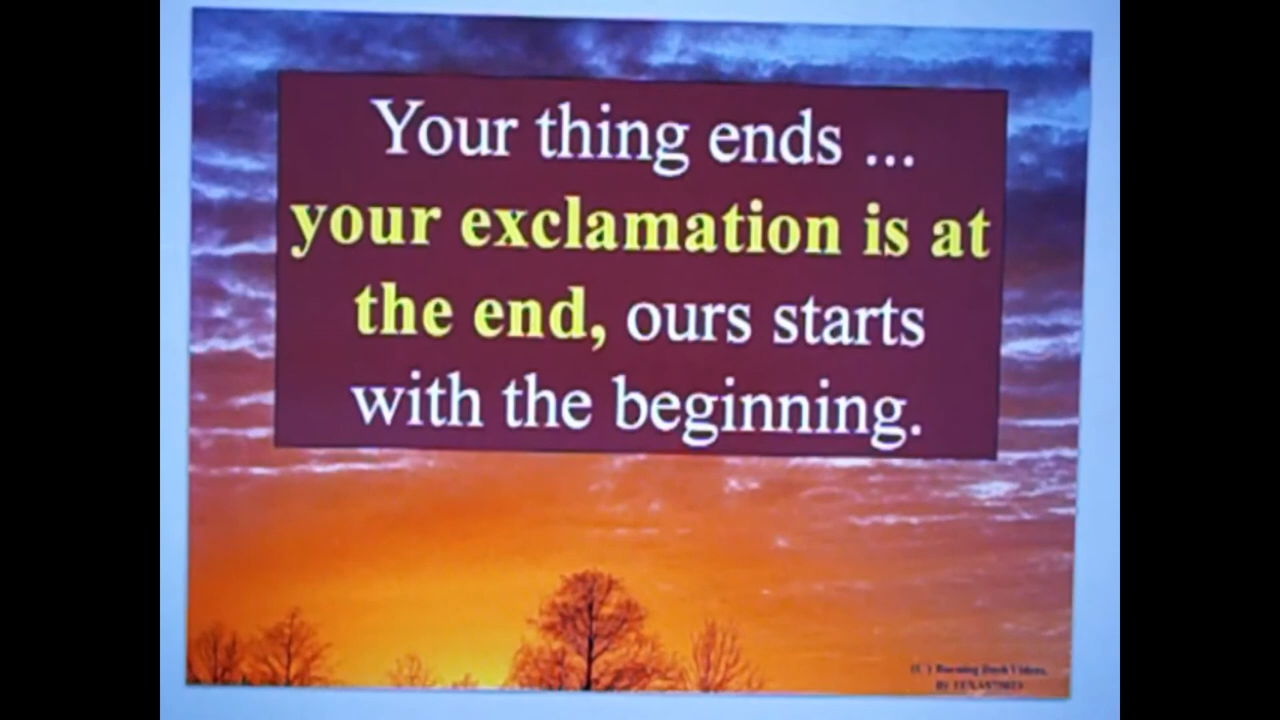 Your thing ends ...
your exclamation is at
the end, ours starts
with the beginning.